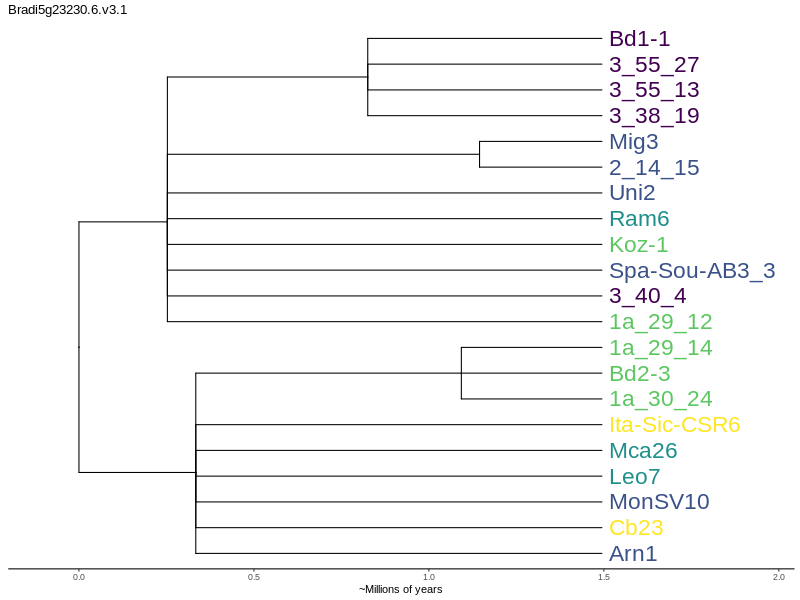 Bradi5g23230.6.v3.1
Bd1-1
3_55_27
3_55_13
3_38_19
Mig3
2_14_15
Uni2
Ram6
Koz-1
Spa-Sou-AB3_3
3_40_4
1a_29_12
1a_29_14
Bd2-3
1a_30_24
Ita-Sic-CSR6
Mca26
Leo7
MonSV10
Cb23
Arn1
0.0 0.5 1.0 1.5 2.0
~Millions of years